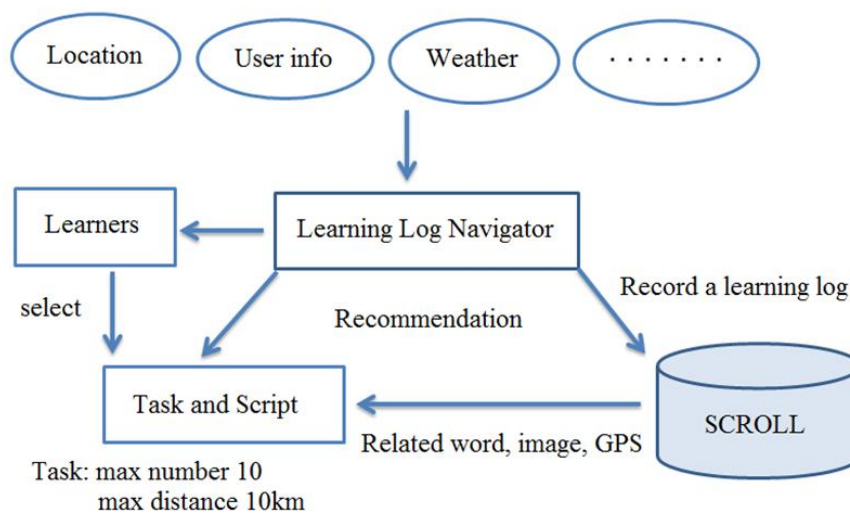 Location
User info
Weather
. . . . . . .
Learners
Learning Log Navigator
select
Recommendation
Record a learning log
Task and Script
SCROLL
Related word, image, GPS
Task: max number 10
max distance 10km